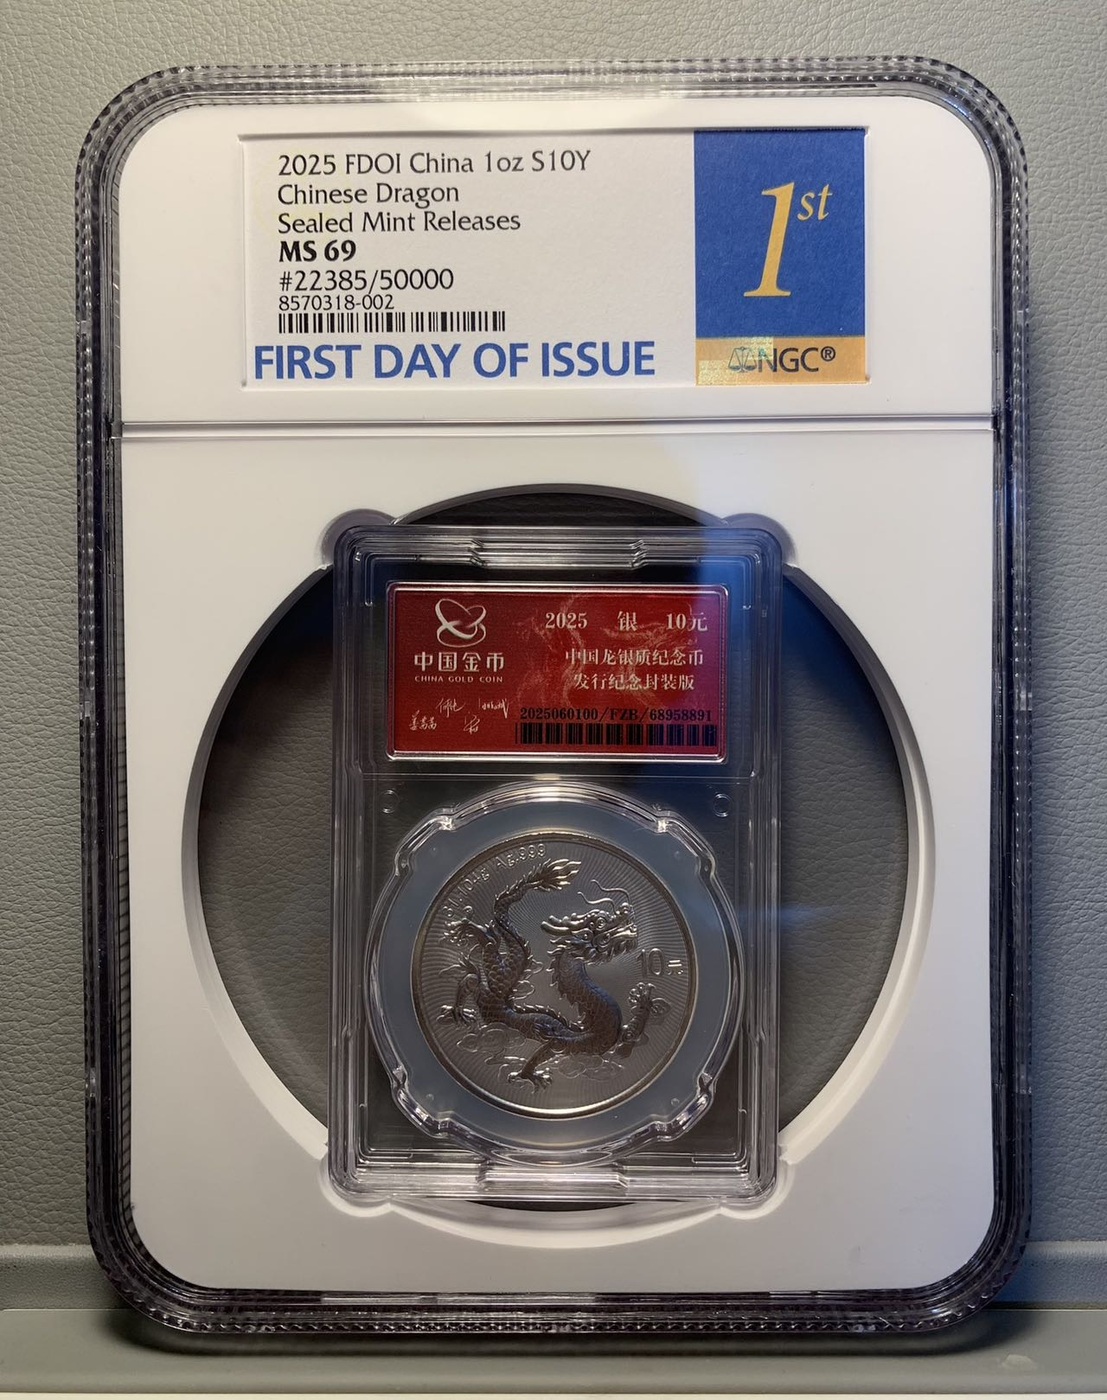 2025 FDOI China 1oz S10Y
Chinese Dragon
Sealed Mint Releases
MS 69
#22385/50000
8570318-002
FIRST DAY OF ISSUE
1st
NGC®
中国金币
CHINA GOLD COIN
2025 银 10元
中国龙银质纪念币
发行纪念封装版
2025060100/FZB/68958891
Ag.999
10元